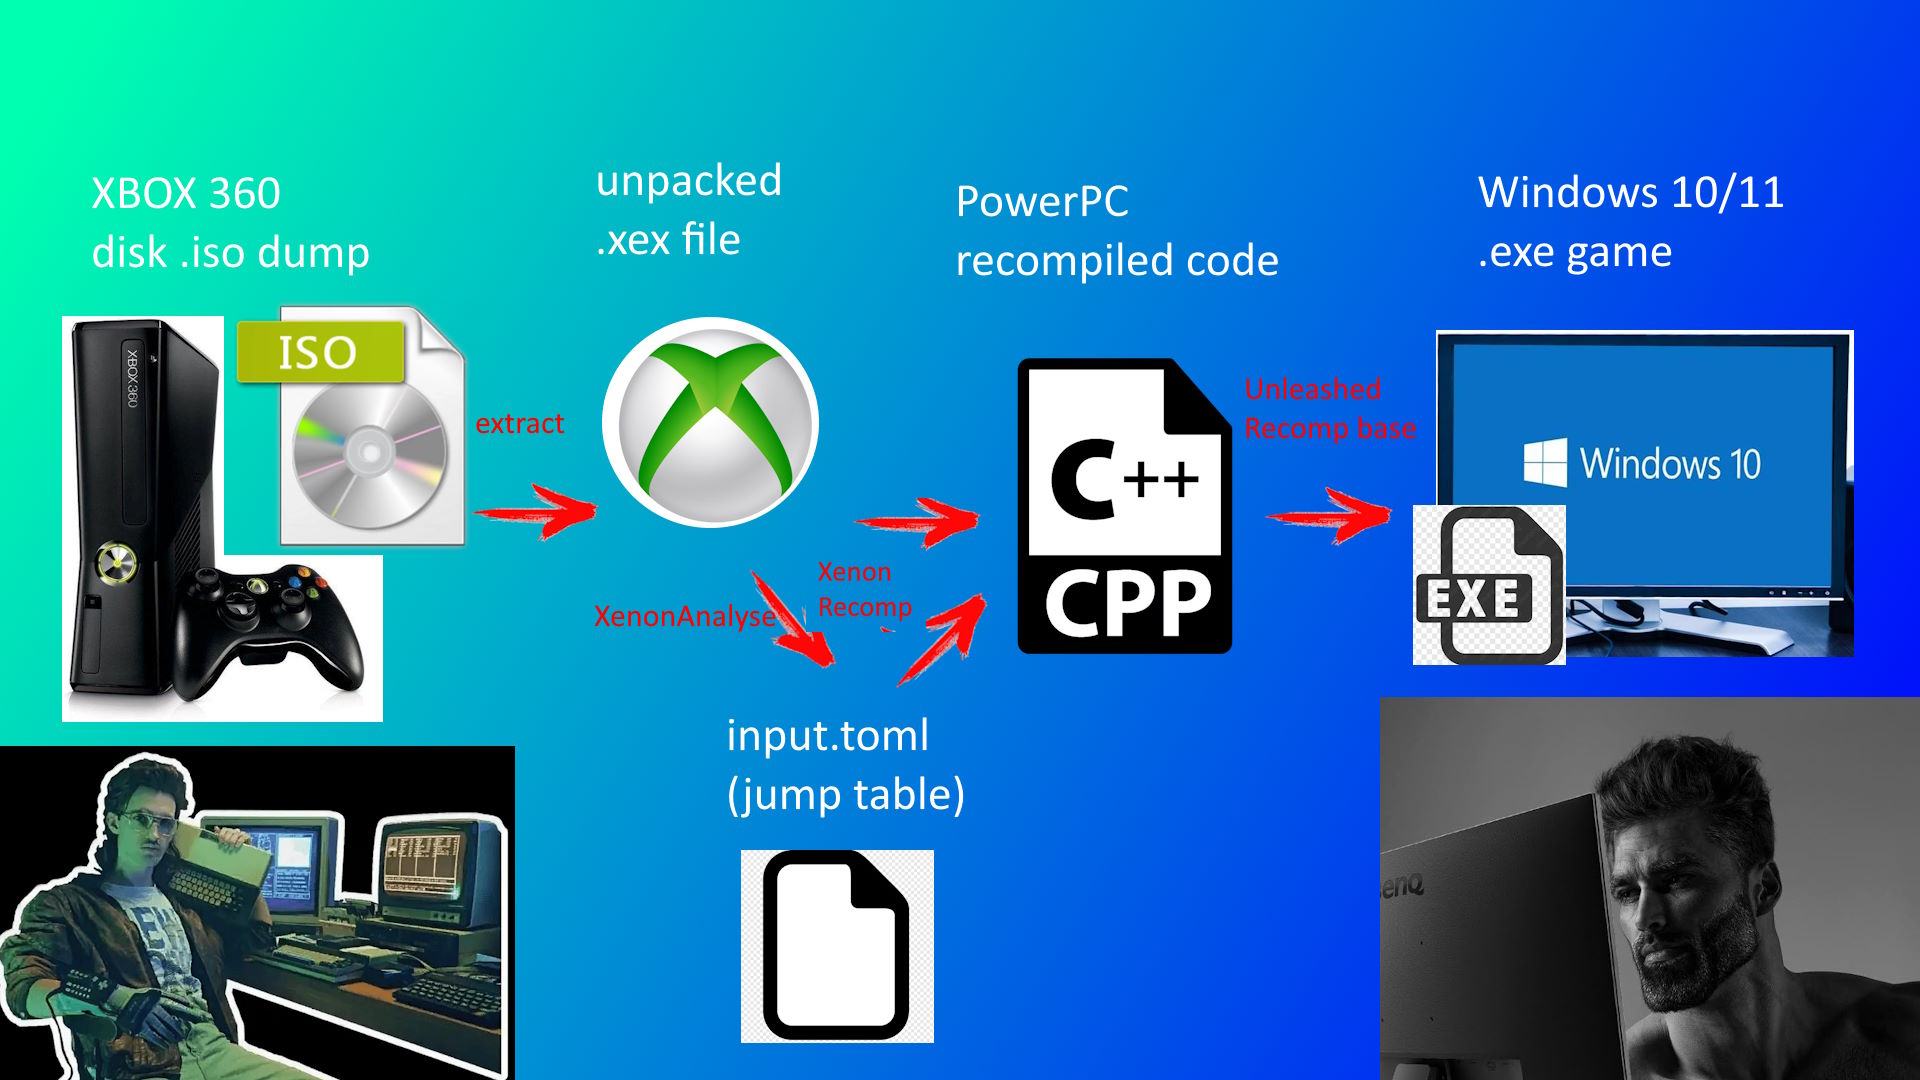 XBOX 360
disk .iso dump
unpacked
.xex file
PowerPC
recompiled code
Windows 10/11
.exe game
XBOX 360
ISO
extract
C++
CPP
Unleashed
Recomp base
Windows 10
EXE
XenonAnalyse
Xenon
Recomp
input.toml
(jump table)
enQ